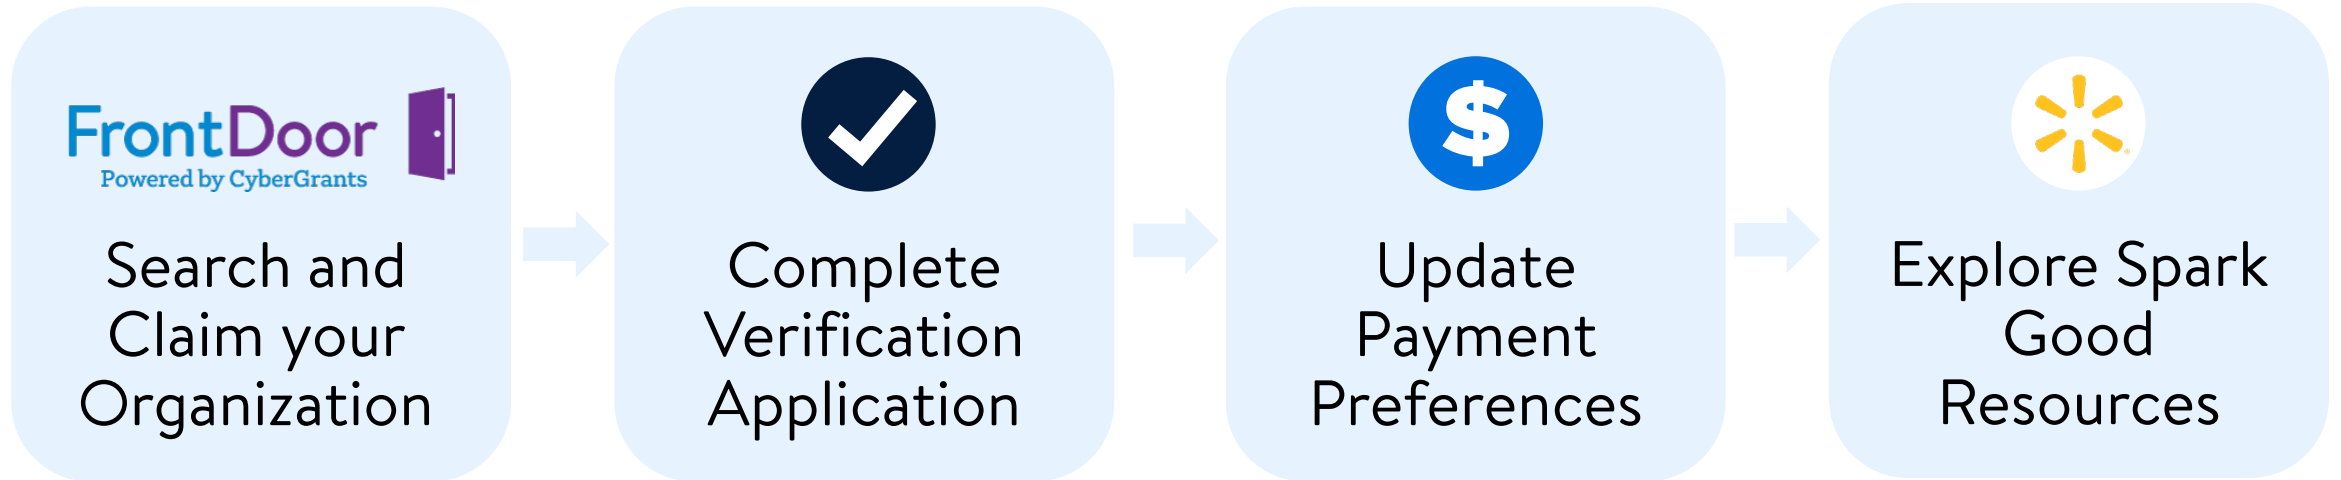 FrontDoor
Powered by CyberGrants
Search and
Claim your
Organization
Complete
Verification
Application
$
Update
Payment
Preferences
Explore Spark
Good
Resources